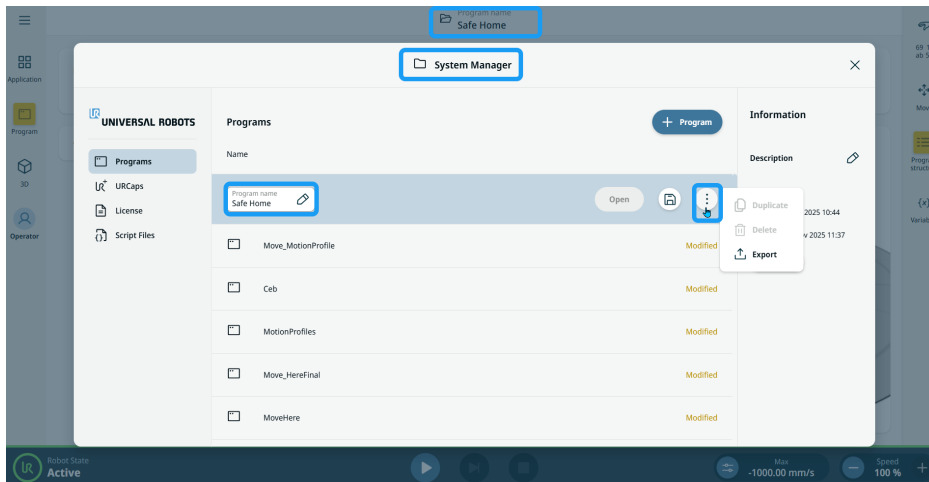 Program name
Safe Home
System Manager
Application
Program
3D
Operator
UNIVERSAL ROBOTS
Programs
URCaps
License
Script Files
Programs
+ Program
Name
Program name
Safe Home
Open
Duplicate
Delete
Export
Move_MotionProfile
Modified
Ceb
Modified
MotionProfiles
Modified
Move_HereFinal
Modified
MoveHere
Modified
Information
Description
2025 10:44
2025 11:37
Robot State
Active
Max
-1000.00 mm/s
Speed
100 %